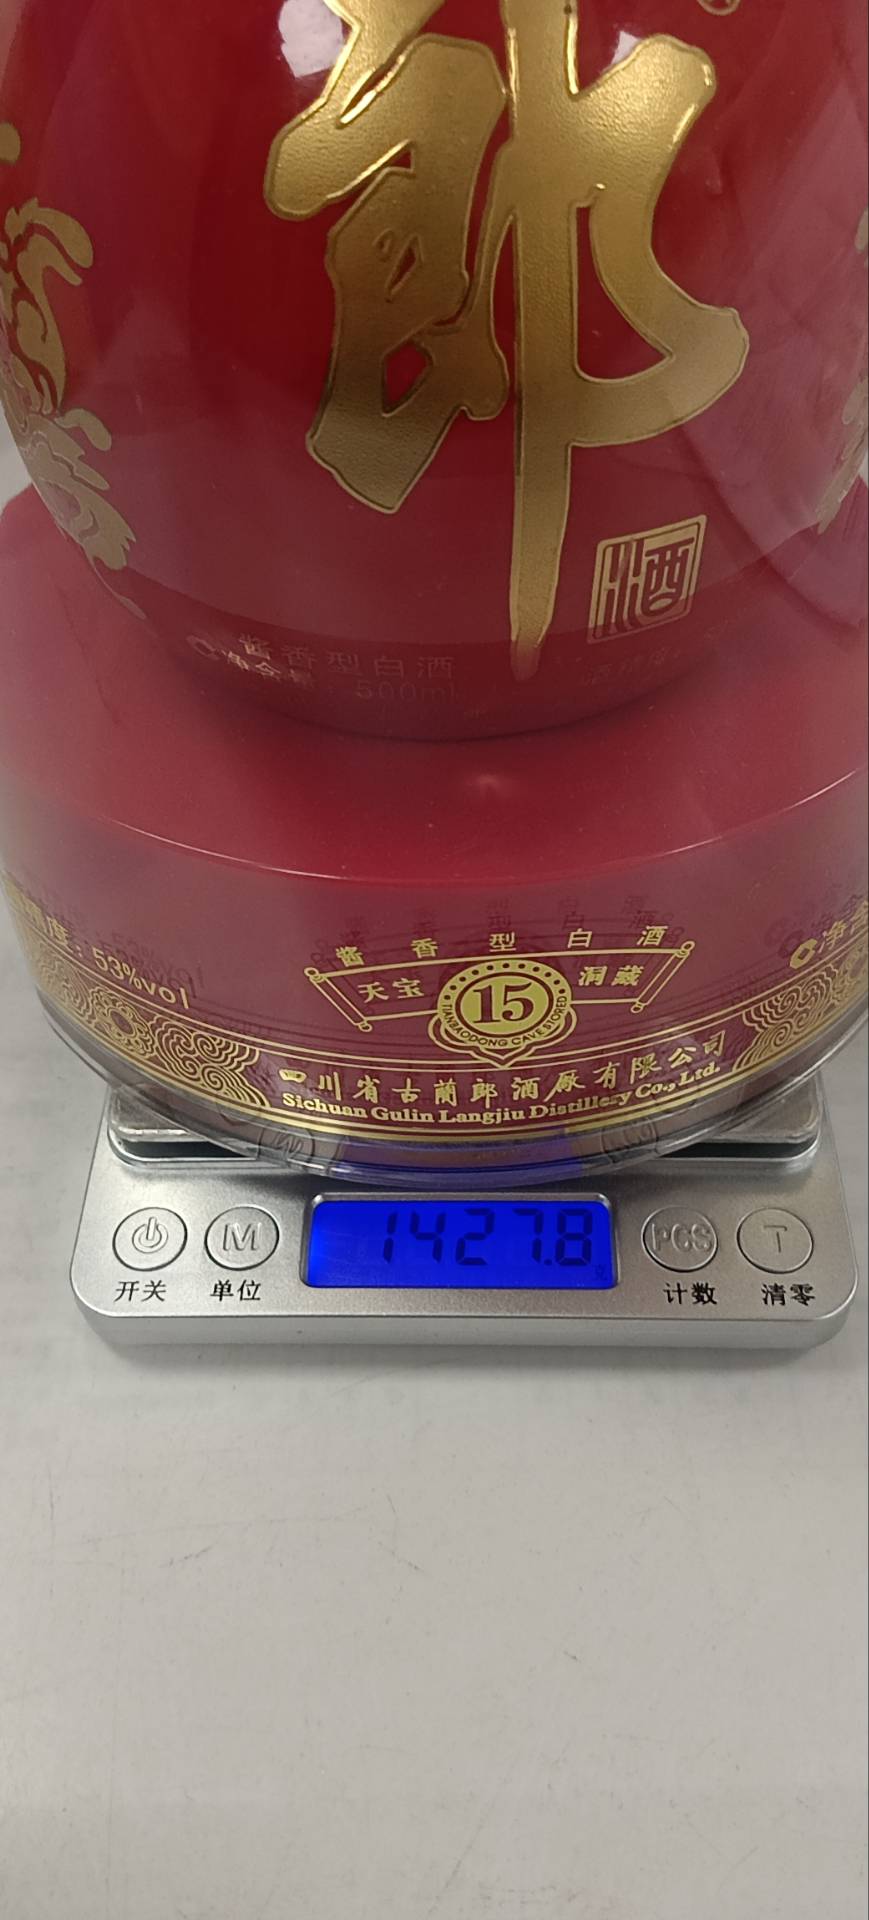 郎
酒
酱香型白酒
净含量：500ml
酱香型白酒
53%vol
净含
天宝
15
洞藏
TIANBAODONG CAVE STORED
四川省古蔺郎酒厂有限公司
Sichuan Gulin Langjiu Distillery Co., Ltd.
1427.8
M
PCS
T
开关
单位
计数
清零